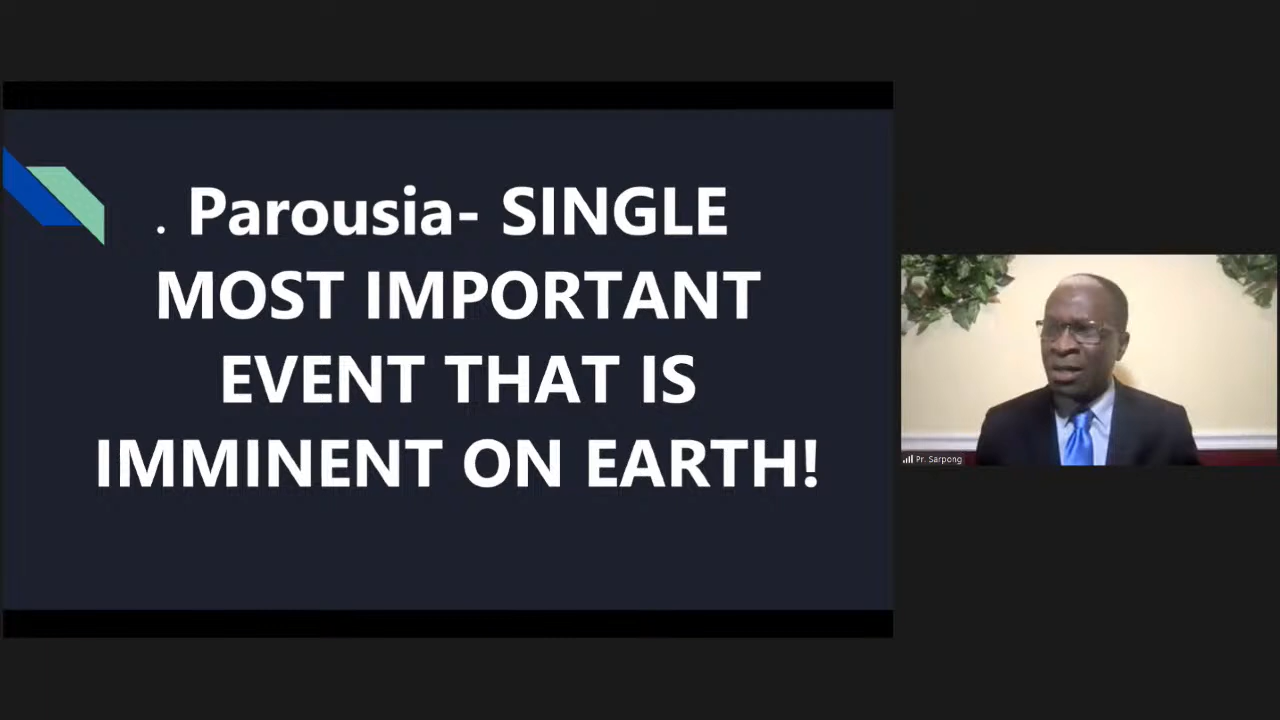 . Parousia- SINGLE
MOST IMPORTANT
EVENT THAT IS
IMMINENT ON EARTH!
Pr. Sarpong